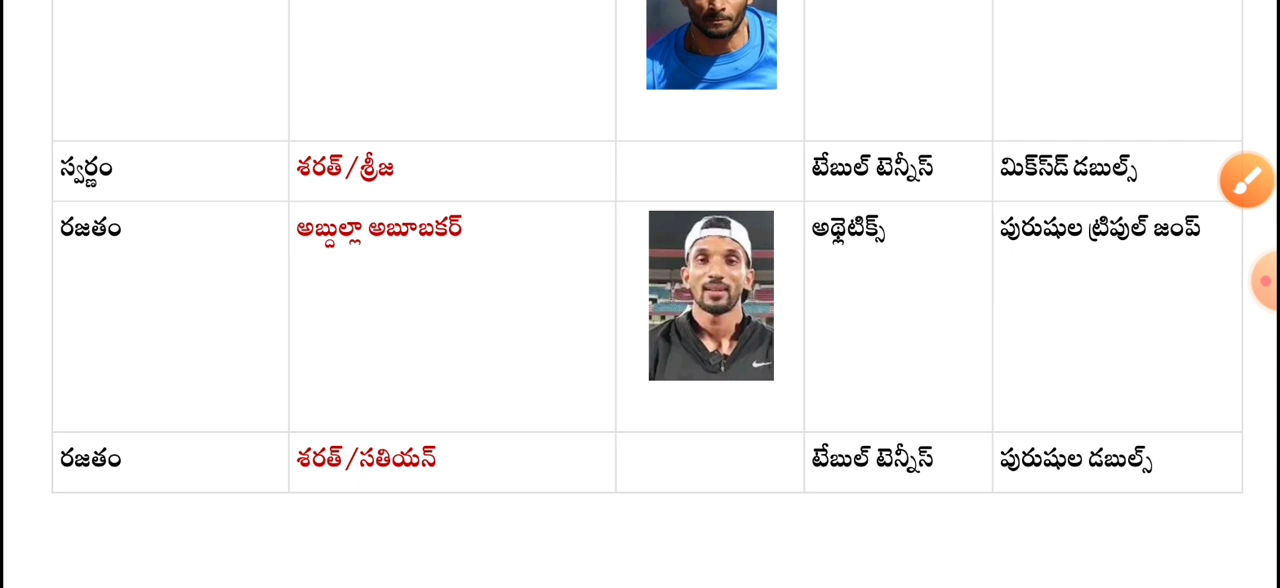 స్వర్ణం శరత్/శ్రీజ టేబుల్ టెన్నీస్ మిక్స్‌డ్ డబుల్స్
రజతం అబ్దుల్లా అబూబకర్ అథ్లెటిక్స్ పురుషుల ట్రిపుల్ జంప్
రజతం శరత్/సతియన్ టేబుల్ టెన్నీస్ పురుషుల డబుల్స్